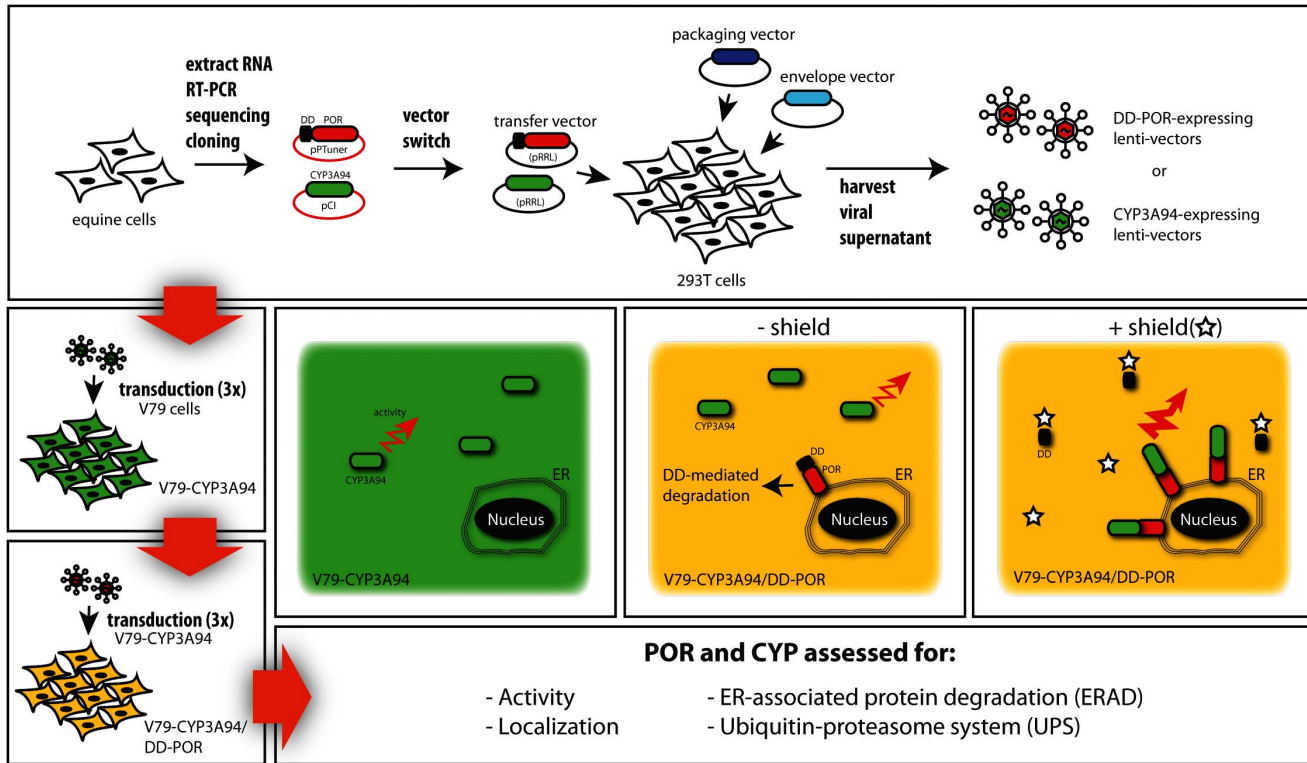 extract RNA
RT-PCR
sequencing
cloning
equine cells
DD POR
pPTuner
CYP3A94
pCI
vector
switch
transfer vector
(pRRL)
(pRRL)
packaging vector
envelope vector
293T cells
harvest
viral
supernatant
DD-POR-expressing
lenti-vectors
or
CYP3A94-expressing
lenti-vectors
transduction (3x)
V79 cells
V79-CYP3A94
transduction (3x)
V79-CYP3A94
V79-CYP3A94/
DD-POR
activity
CYP3A94
ER
Nucleus
V79-CYP3A94
- shield
CYP3A94
DD
POR
ER
DD-mediated
degradation
Nucleus
V79-CYP3A94/DD-POR
+ shield(☆)
DD
ER
Nucleus
V79-CYP3A94/DD-POR
POR and CYP assessed for:
- Activity
- ER-associated protein degradation (ERAD)
- Localization
- Ubiquitin-proteasome system (UPS)